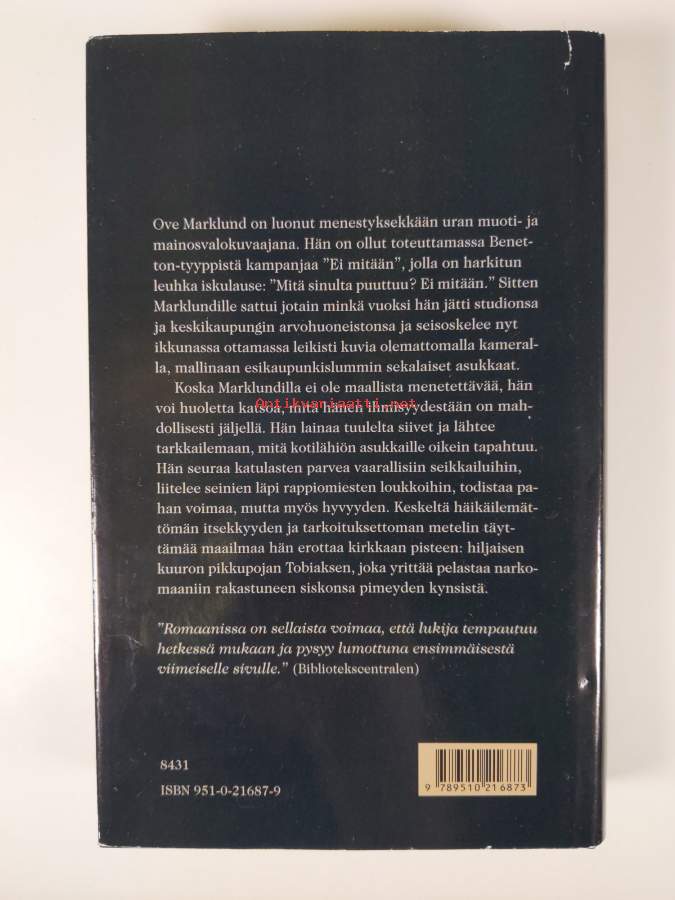 Ove Marklund on luonut menestyksekkään uran muoti- ja
mainosvalokuvaajana. Hän on ollut toteuttamassa Benet-
ton-tyyppistä kampanjaa ”Ei mitään”, jolla on harkitun
leuhka iskulause: ”Mitä sinulta puuttuu? Ei mitään.” Sitten
Marklundille sattui jotain minkä vuoksi hän jätti studionsa
ja keskikaupungin arvohuoneistonsa ja seisoskelee nyt
ikkunassa ottamassa leikisti kuvia olemattomalla kameral-
la, mallinaan esikaupunkislummin sekalaiset asukkaat.
Koska Marklundilla ei ole maallista menetettävää, hän
Antikvariaatti.net
voi huoletta katsoa, mitä hänen ihmisyydestään on mah-
dollisesti jäljellä. Hän lainaa tuulelta siivet ja lähtee
tarkkailemaan, mitä kotilähiön asukkaille oikein tapahtuu.
Hän seuraa katulasten parvea vaarallisiin seikkailuihin,
liitelee seinien läpi rappiomiesten loukkoihin, todistaa pa-
han voimaa, mutta myös hyvyyden. Keskeltä häikäilemät-
tömän itsekkyyden ja tarkoituksettoman metelin täyt-
tämää maailmaa hän erottaa kirkkaan pisteen: hiljaisen
kuuron pikkupojan Tobiaksen, joka yrittää pelastaa narko-
maaniin rakastuneen siskonsa pimeyden kynsistä.
”Romaanissa on sellaista voimaa, että lukija tempautuu
hetkessä mukaan ja pysyy lumottuna ensimmäisestä
viimeiselle sivulle.” (Bibliotekscentralen)
8431
ISBN 951-0-21687-9
9 789510 216873